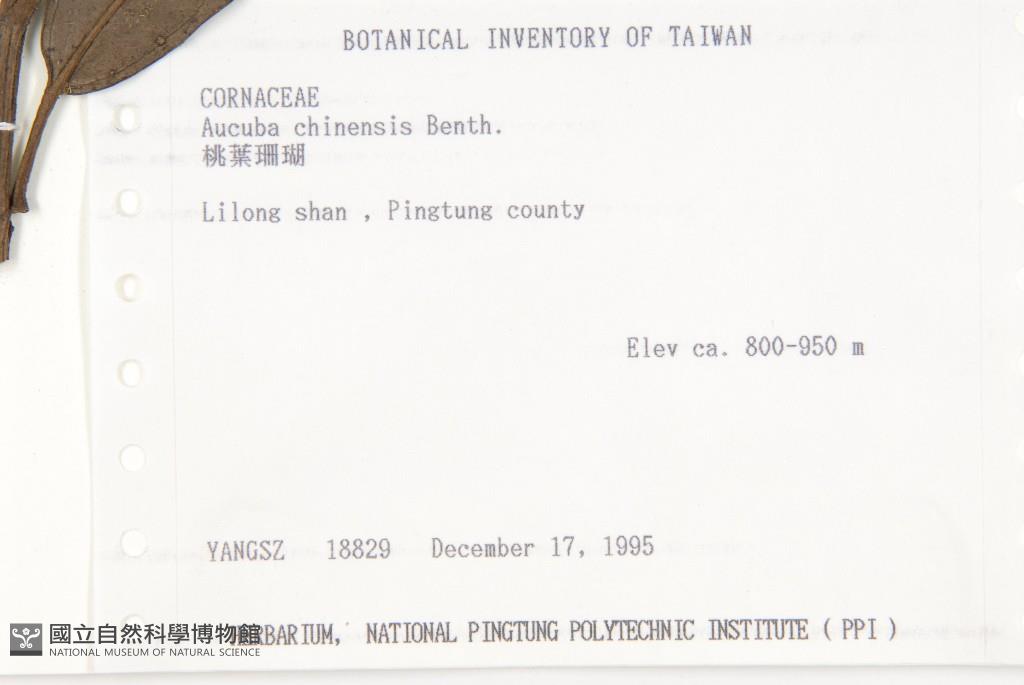 BOTANICAL INVENTORY OF TAIWAN
CORNACEAE
Aucuba chinensis Benth.
桃葉珊瑚
Lilong shan , Pingtung county
Elev ca. 800-950 m
YANGSZ 18829 December 17, 1995
HERBARIUM, NATIONAL PINGTUNG POLYTECHNIC INSTITUTE ( PPI )
國立自然科學博物館
NATIONAL MUSEUM OF NATURAL SCIENCE